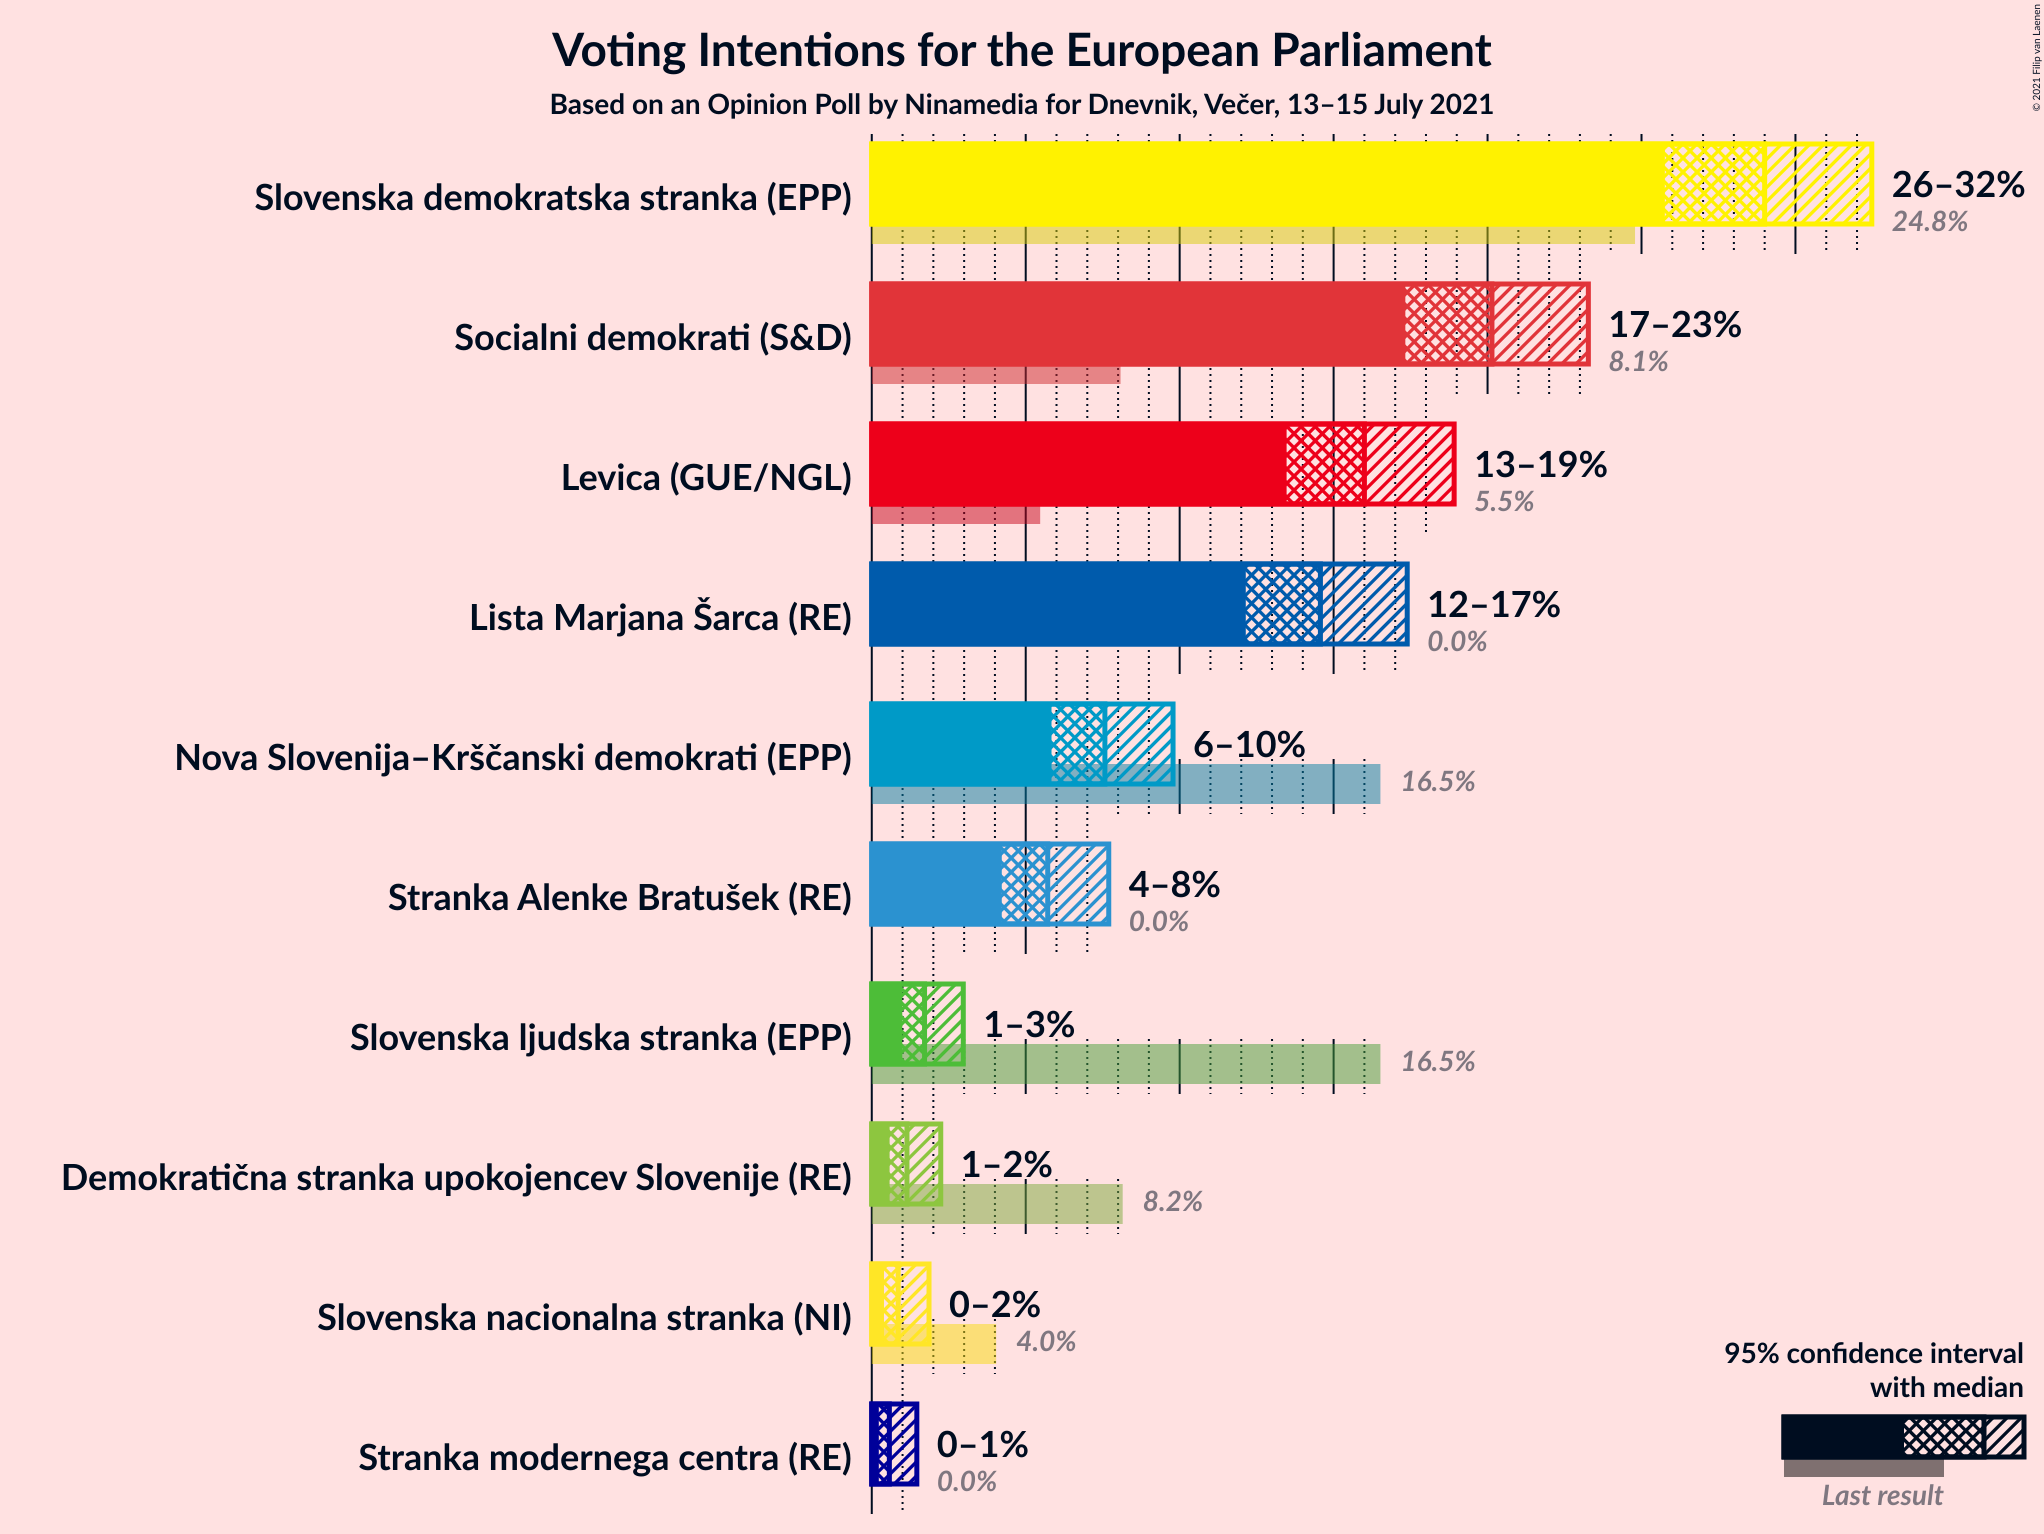 Voting Intentions for the European Parliament
Based on an Opinion Poll by Ninamedia for Dnevnik, Večer, 13–15 July 2021
© 2021 Filip van Laenen
Slovenska demokratska stranka (EPP)
26–32%
24.8%
Socialni demokrati (S&D)
17–23%
8.1%
Levica (GUE/NGL)
13–19%
5.5%
Lista Marjana Šarca (RE)
12–17%
0.0%
Nova Slovenija–Krščanski demokrati (EPP)
6–10%
16.5%
Stranka Alenke Bratušek (RE)
4–8%
0.0%
Slovenska ljudska stranka (EPP)
1–3%
16.5%
Demokratična stranka upokojencev Slovenije (RE)
1–2%
8.2%
Slovenska nacionalna stranka (NI)
0–2%
4.0%
Stranka modernega centra (RE)
0–1%
0.0%
95% confidence interval
with median
Last result